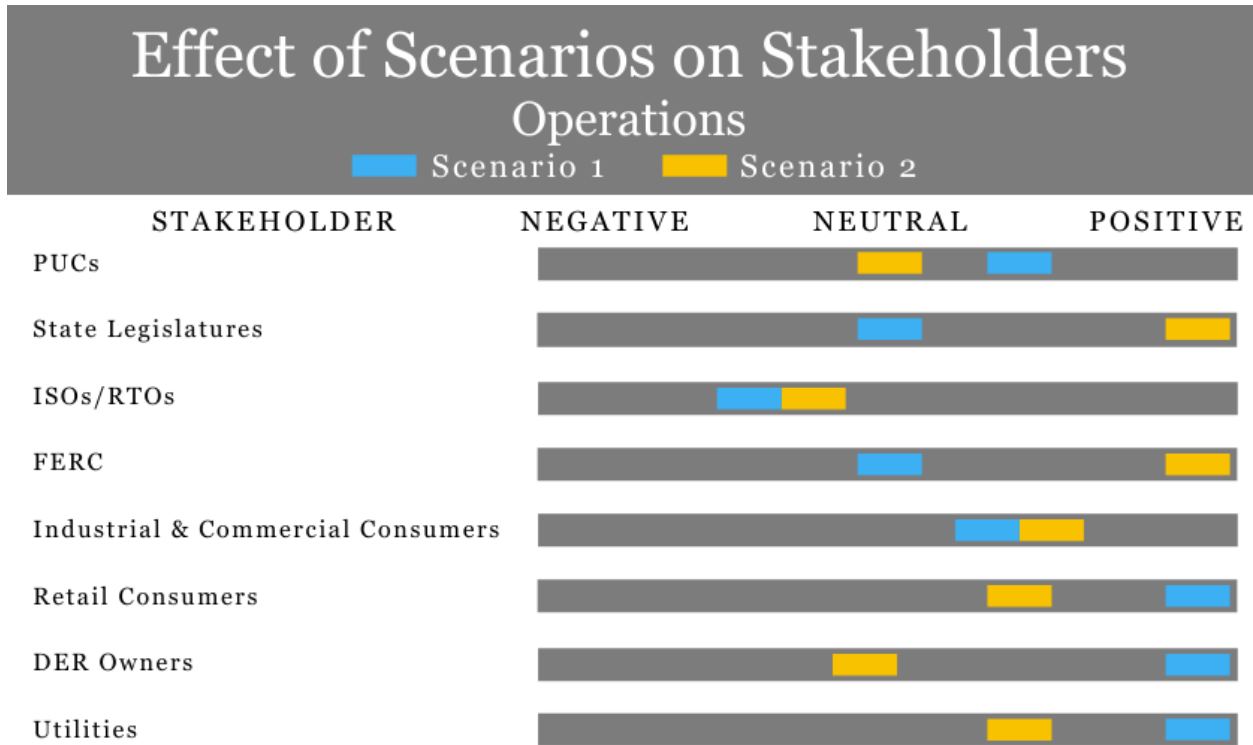 Effect of Scenarios on Stakeholders
Operations
Scenario 1 Scenario 2
STAKEHOLDER NEGATIVE NEUTRAL POSITIVE
PUCs
State Legislatures
ISOs/RTOs
FERC
Industrial & Commercial Consumers
Retail Consumers
DER Owners
Utilities